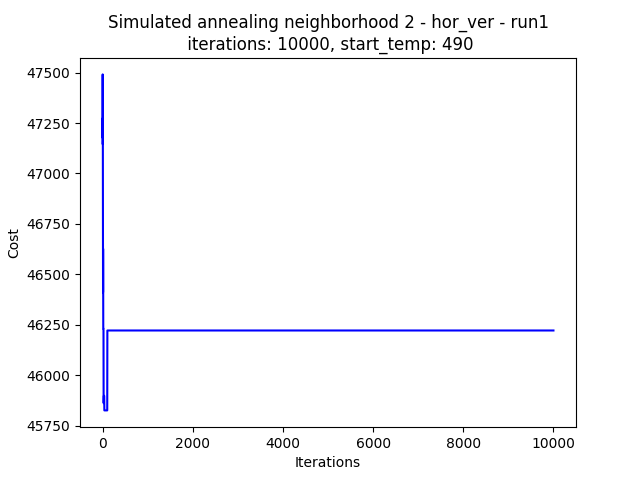 Simulated annealing neighborhood 2 - hor_ver - run1
iterations: 10000, start_temp: 490
47500
47250
47000
46750
46500
46250
46000
45750
Cost
0 2000 4000 6000 8000 10000
Iterations